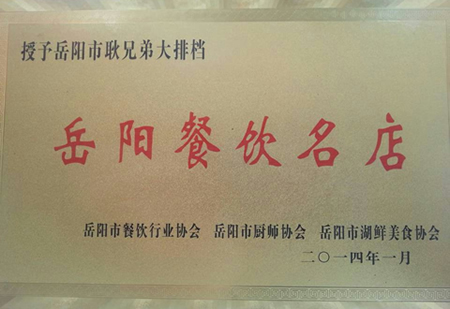 授予岳阳市耿兄弟大排档
岳阳餐饮名店
岳阳市餐饮行业协会 岳阳市厨师协会 岳阳市湖鲜美食协会
二〇一四年一月